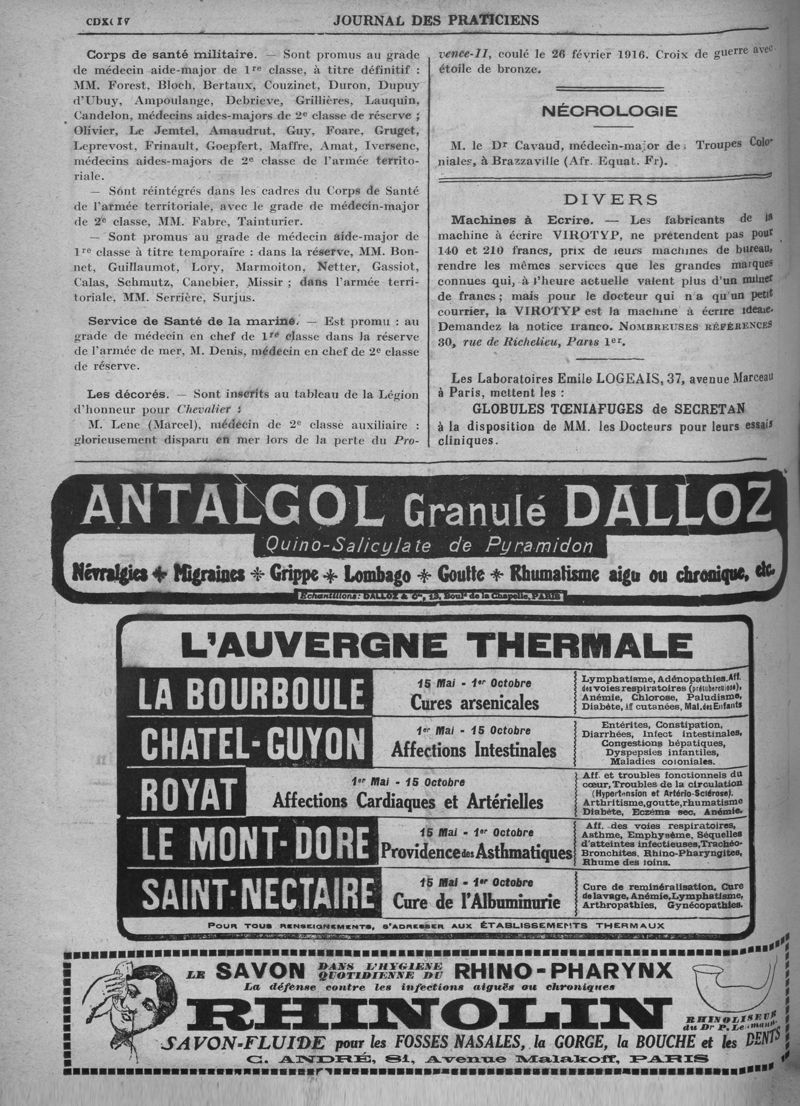 JOURNAL DES PRATICIENS
Corps de santé militaire. — Sont promus au grade
de médecin aide-major de 1re classe, à titre définitif :
MM. Forest, Bloch, Bertaux, Couzinet, Duron, Dupuy
d'Ubuy, Ampoulange, Debrieve, Grillières, Lauquin,
Candelon, médecins aides-majors de 2e classe de réserve ;
Olivier, Le Jemtel, Amaudrut, Guy, Foare, Gruget,
Leprevost, Frinault, Goepfert, Maffre, Amat, Iversenc,
médecins aides-majors de 2e classe de l'armée territo-
riale.
— Sont réintégrés dans les cadres du Corps de Santé
de l'armée territoriale, avec le grade de médecin-major
de 2e classe, MM. Fabre, Tainturier.
— Sont promus au grade de médecin aide-major de
1re classe à titre temporaire : dans la réserve, MM. Bon-
net, Guillaumot, Lory, Marmoiton, Netter, Gassiot,
Calas, Schmutz, Canebier, Missir ; dans l'armée terri-
toriale, MM. Serrière, Surjus.
Service de Santé de la marine. — Est promu : au
grade de médecin en chef de 1re classe dans la réserve
de l'armée de mer, M. Denis, médecin en chef de 2e classe
de réserve.
Les décorés. — Sont inscrits au tableau de la Légion
d'honneur pour Chevalier :
M. Lene (Marcel), médecin de 2e classe auxiliaire :
glorieusement disparu en mer lors de la perte du Pro-
vence-II, coulé le 26 février 1916. Croix de guerre avec
étoile de bronze.
NÉCROLOGIE
M. le Dr Cavaud, médecin-major des Troupes Colo-
niales, à Brazzaville (Afr. Equat. Fr).
DIVERS
Machines à Ecrire. — Les fabricants de la
machine à écrire VIROTYP, ne prétendent pas pour
140 et 210 francs, prix de leurs machines de bureau,
rendre les mêmes services que les grandes marques
connues qui, à l'heure actuelle valent plus d'un millier
de francs ; mais pour le docteur qui n'a qu'un petit
courrier, la VIROTYP est la machine à écrire idéale.
Demandez la notice franco. NOMBREUSES RÉFÉRENCES
30, rue de Richelieu, Paris 1er.
Les Laboratoires Emile LOGEAIS, 37, avenue Marceau
à Paris, mettent les :
GLOBULES TŒNIAFUGES de SECRETAN
à la disposition de MM. les Docteurs pour leurs essais
cliniques.
ANTALGOL Granulé DALLOZ
Quino-Salicylate de Pyramidon
Névralgies * Migraines * Grippe * Lombago * Goutte * Rhumatisme aigu ou chronique, etc.
Echantillons: DALLOZ & Cie, 13, Bould de la Chapelle, PARIS
L'AUVERGNE THERMALE
LA BOURBOULE
15 Mai - 1er Octobre
Cures arsenicales
Lymphatisme, Adénopathies. Aff.
des voies respiratoires (prétuberculose),
Anémie, Chlorose, Paludisme,
Diabète, Aff cutanées, Mal. des Enfants
CHATEL-GUYON
1er Mai - 15 Octobre
Affections Intestinales
Entérites, Constipation,
Diarrhées, Infect intestinales,
Congestions hépatiques,
Dyspepsies infantiles,
Maladies coloniales.
ROYAT
1er Mai - 15 Octobre
Affections Cardiaques et Artérielles
Aff. et troubles fonctionnels du
cœur, Troubles de la circulation
(Hypertension et Artério-Sclérose).
Arthritisme, goutte, rhumatisme
Diabète, Eczéma sec, Anémie.
LE MONT-DORE
15 Mai - 1er Octobre
Providence des Asthmatiques
Aff. des voies respiratoires,
Asthme, Emphysème, Séquelles
d'atteintes infectieuses, Trachéo-
Bronchites, Rhino-Pharyngites,
Rhume des foins.
SAINT-NECTAIRE
15 Mai - 1er Octobre
Cure de l'Albuminurie
Cure de reminéralisation, Cure
de lavage, Anémie, Lymphatisme,
Arthropathies, Gynécopathies.
POUR TOUS RENSEIGNEMENTS, S'ADRESSER AUX ÉTABLISSEMENTS THERMAUX
LE SAVON DANS L'HYGIÈNE QUOTIDIENNE DU RHINO-PHARYNX
La défense contre les infections aiguës ou chroniques
RHINOLIN
RHINOLISEUR
du Dr P.
SAVON-FLUIDE pour les FOSSES NASALES, la GORGE, la BOUCHE et les DENTS
C. ANDRÉ, 81, Avenue Malakoff, PARIS